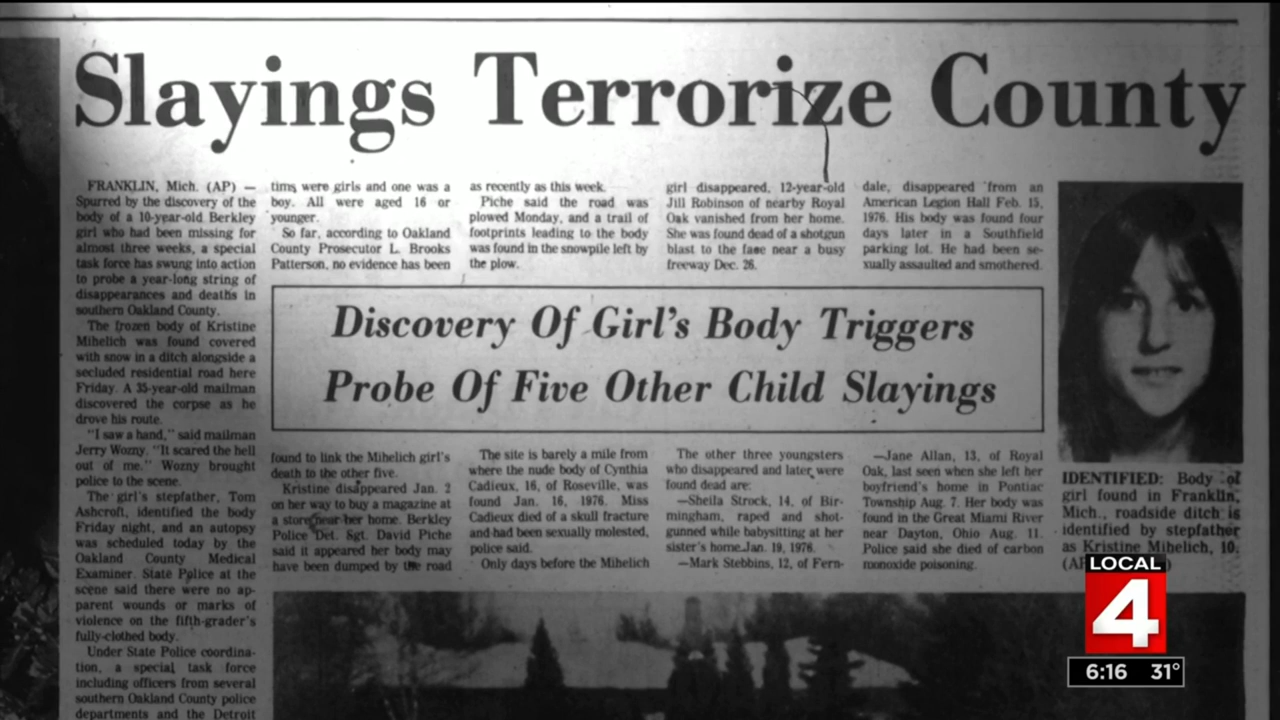 Slayings Terrorize County
FRANKLIN, Mich. (AP) —
Spurred by the discovery of the
body of a 10-year-old Berkley
girl who had been missing for
almost three weeks, a special
task force has swung into action
to probe a year-long string of
disappearances and deaths in
southern Oakland County.
The frozen body of Kristine
Mihelich was found covered
with snow in a ditch alongside a
secluded residential road here
Friday. A 35-year-old mailman
discovered the corpse as he
drove his route.
"I saw a hand," said mailman
Jerry Wozny. "It scared the hell
out of me." Wozny brought
police to the scene.
The girl's stepfather, Tom
Ashcroft, identified the body
Friday night, and an autopsy
was scheduled today by the
Oakland County Medical
Examiner. State Police at the
scene said there were no ap-
parent wounds or marks of
violence on the fifth-grader's
fully-clothed body.
Under State Police coordina-
tion, a special task force
including officers from several
southern Oakland County police
departments and the Detroit
tims were girls and one was a
boy. All were aged 16 or
younger.
So far, according to Oakland
County Prosecutor L. Brooks
Patterson, no evidence has been
as recently as this week.
Piche said the road was
plowed Monday, and a trail of
footprints leading to the body
was found in the snowpile left by
the plow.
girl disappeared, 12-year-old
Jill Robinson of nearby Royal
Oak vanished from her home.
She was found dead of a shotgun
blast to the face near a busy
freeway Dec. 26.
dale, disappeared from an
American Legion Hall Feb. 15,
1976. His body was found four
days later in a Southfield
parking lot. He had been se-
xually assaulted and smothered.
Discovery Of Girl's Body Triggers
Probe Of Five Other Child Slayings
found to link the Mihelich girl's
death to the other five.
Kristine disappeared Jan. 2
on her way to buy a magazine at
a store near her home. Berkley
Police Det. Sgt. David Piche
said it appeared her body may
have been dumped by the road
The site is barely a mile from
where the nude body of Cynthia
Cadieux, 16, of Roseville, was
found Jan. 16, 1976. Miss
Cadieux died of a skull fracture
and had been sexually molested,
police said.
Only days before the Mihelich
The other three youngsters
who disappeared and later were
found dead are:
—Sheila Strock, 14, of Bir-
mingham, raped and shot-
gunned while babysitting at her
sister's home Jan. 19, 1976.
—Mark Stebbins, 12, of Fern-
—Jane Allan, 13, of Royal
Oak, last seen when she left her
boyfriend's home in Pontiac
Township Aug. 7. Her body was
found in the Great Miami River
near Dayton, Ohio Aug. 11.
Police said she died of carbon
monoxide poisoning.
IDENTIFIED: Body of
girl found in Franklin,
Mich., roadside ditch is
identified by stepfather
as Kristine Mihelich, 10.
LOCAL
4
6:16 31°